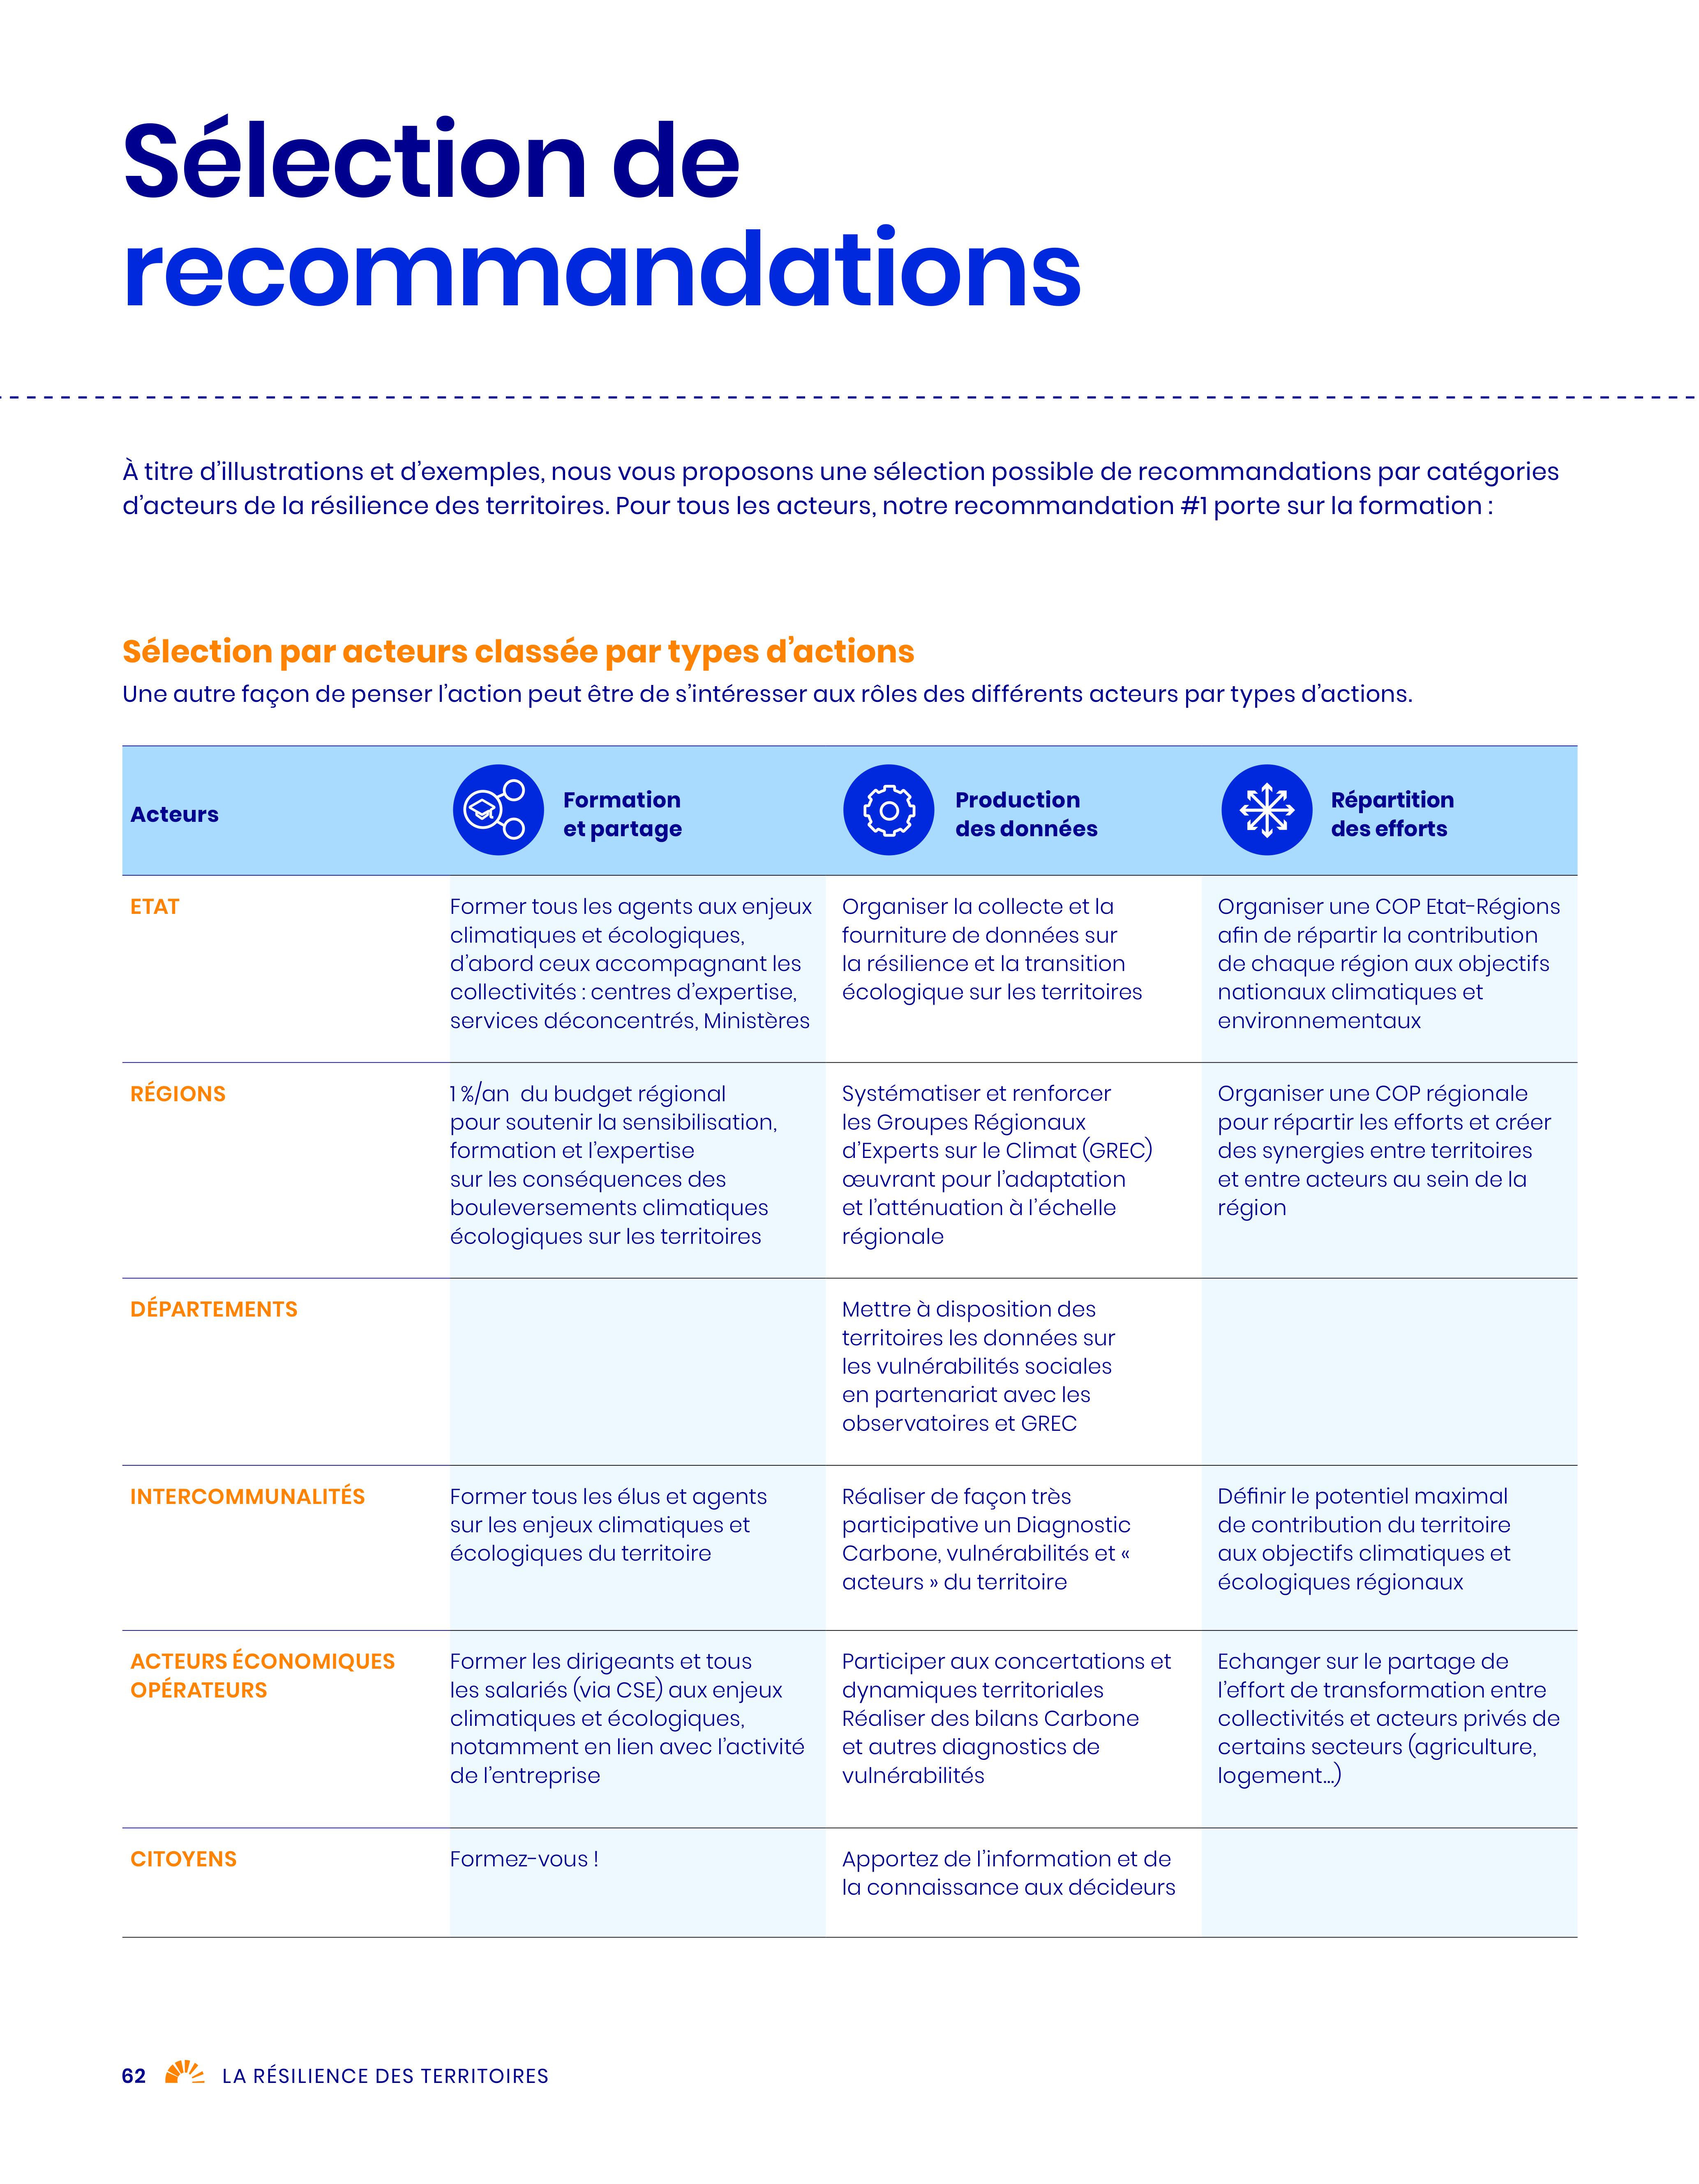 Sélection de
recommandations
À titre d’illustrations et d’exemples, nous vous proposons une sélection possible de recommandations par catégories
d’acteurs de la résilience des territoires. Pour tous les acteurs, notre recommandation #1 porte sur la formation :
Sélection par acteurs classée par types d’actions
Une autre façon de penser l’action peut être de s’intéresser aux rôles des différents acteurs par types d’actions.
Acteurs
Formation
et partage
Production
des données
Répartition
des efforts
ETAT
Former tous les agents aux enjeux
climatiques et écologiques,
d’abord ceux accompagnant les
collectivités : centres d’expertise,
services déconcentrés, Ministères
Organiser la collecte et la
fourniture de données sur
la résilience et la transition
écologique sur les territoires
Organiser une COP Etat-Régions
afin de répartir la contribution
de chaque région aux objectifs
nationaux climatiques et
environnementaux
RÉGIONS
1 %/an  du budget régional
pour soutenir la sensibilisation,
formation et l’expertise
sur les conséquences des
bouleversements climatiques
écologiques sur les territoires
Systématiser et renforcer
les Groupes Régionaux
d’Experts sur le Climat (GREC)
œuvrant pour l’adaptation
et l’atténuation à l’échelle
régionale
Organiser une COP régionale
pour répartir les efforts et créer
des synergies entre territoires
et entre acteurs au sein de la
région
DÉPARTEMENTS
Mettre à disposition des
territoires les données sur
les vulnérabilités sociales
en partenariat avec les
observatoires et GREC
INTERCOMMUNALITÉS
Former tous les élus et agents
sur les enjeux climatiques et
écologiques du territoire
Réaliser de façon très
participative un Diagnostic
Carbone, vulnérabilités et «
acteurs » du territoire
Définir le potentiel maximal
de contribution du territoire
aux objectifs climatiques et
écologiques régionaux
ACTEURS ÉCONOMIQUES
OPÉRATEURS
Former les dirigeants et tous
les salariés (via CSE) aux enjeux
climatiques et écologiques,
notamment en lien avec l’activité
de l’entreprise
Participer aux concertations et
dynamiques territoriales
Réaliser des bilans Carbone
et autres diagnostics de
vulnérabilités
Echanger sur le partage de
l’effort de transformation entre
collectivités et acteurs privés de
certains secteurs (agriculture,
logement…)
CITOYENS
Formez-vous !
Apportez de l’information et de
la connaissance aux décideurs
62 LA RÉSILIENCE DES TERRITOIRES